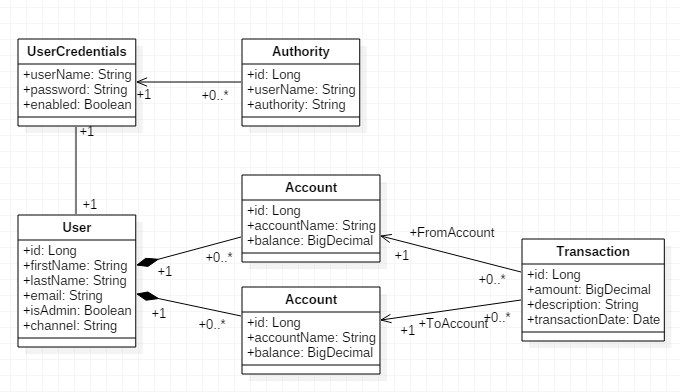 UserCredentials
+userName: String
+password: String
+enabled: Boolean
Authority
+id: Long
+userName: String
+authority: String
+1
+0..*
+1
+1
User
+id: Long
+firstName: String
+lastName: String
+email: String
+isAdmin: Boolean
+channel: String
Account
+id: Long
+accountName: String
+balance: BigDecimal
+1
+0..*
+FromAccount
+1
+0..*
Transaction
+id: Long
+amount: BigDecimal
+description: String
+transactionDate: Date
Account
+id: Long
+accountName: String
+balance: BigDecimal
+1
+0..*
+1
+ToAccount
+0..*